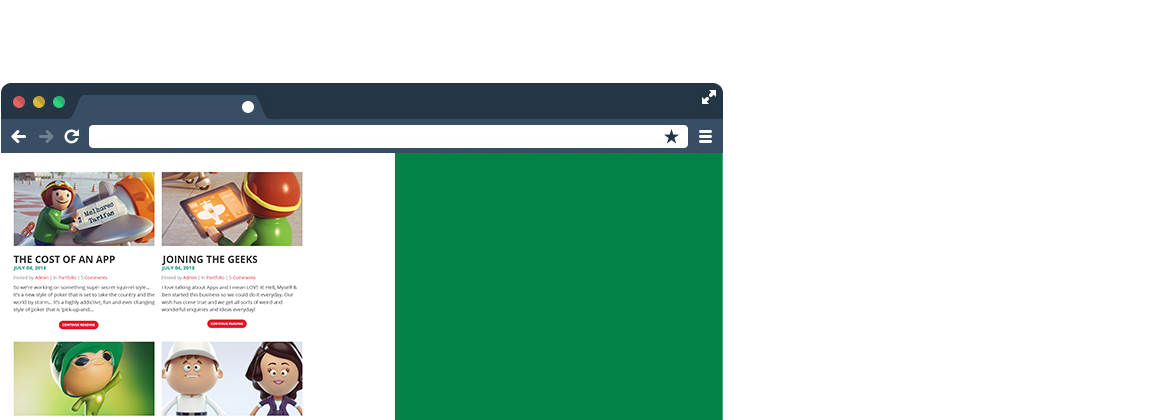 Melhores
Tarifas
THE COST OF AN APP
JULY 04, 2018
Posted by Admin | in Portfolio | 5 Comments
So we're working on something super secret squirrel style...
It's a new style of poker that is set to take the country and the
world by storm... It's a highly addictive, fun and ever changing
style of poker that is 'pick-up-and...
CONTINUE READING
JOINING THE GEEKS
JULY 04, 2018
Posted by Admin | in Portfolio | 5 Comments
I love talking about Apps and I mean LOVE it! Hell, Myself &
Ben started this business so we could do it everyday. Our
wish has come true and we get all sorts of weird and
wonderful enquiries and ideas everyday!
CONTINUE READING